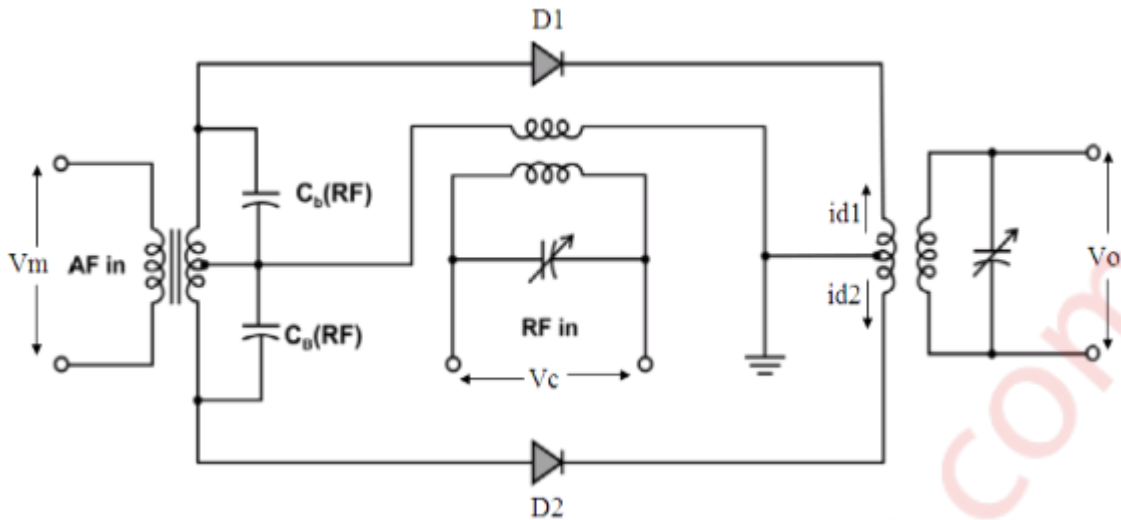 D1
C_b(RF)
id1
Vm
AF in
Vo
id2
C_B(RF)
RF in
Vc
D2
com